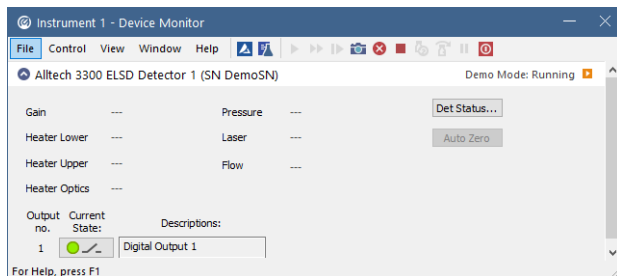 Instrument 1 - Device Monitor
File Control View Window Help
Alltech 3300 ELSD Detector 1 (SN DemoSN) Demo Mode: Running
Gain --- Pressure --- Det Status...
Heater Lower --- Laser --- Auto Zero
Heater Upper --- Flow ---
Heater Optics ---
Output Current
no. State: Descriptions:
1 Digital Output 1
For Help, press F1